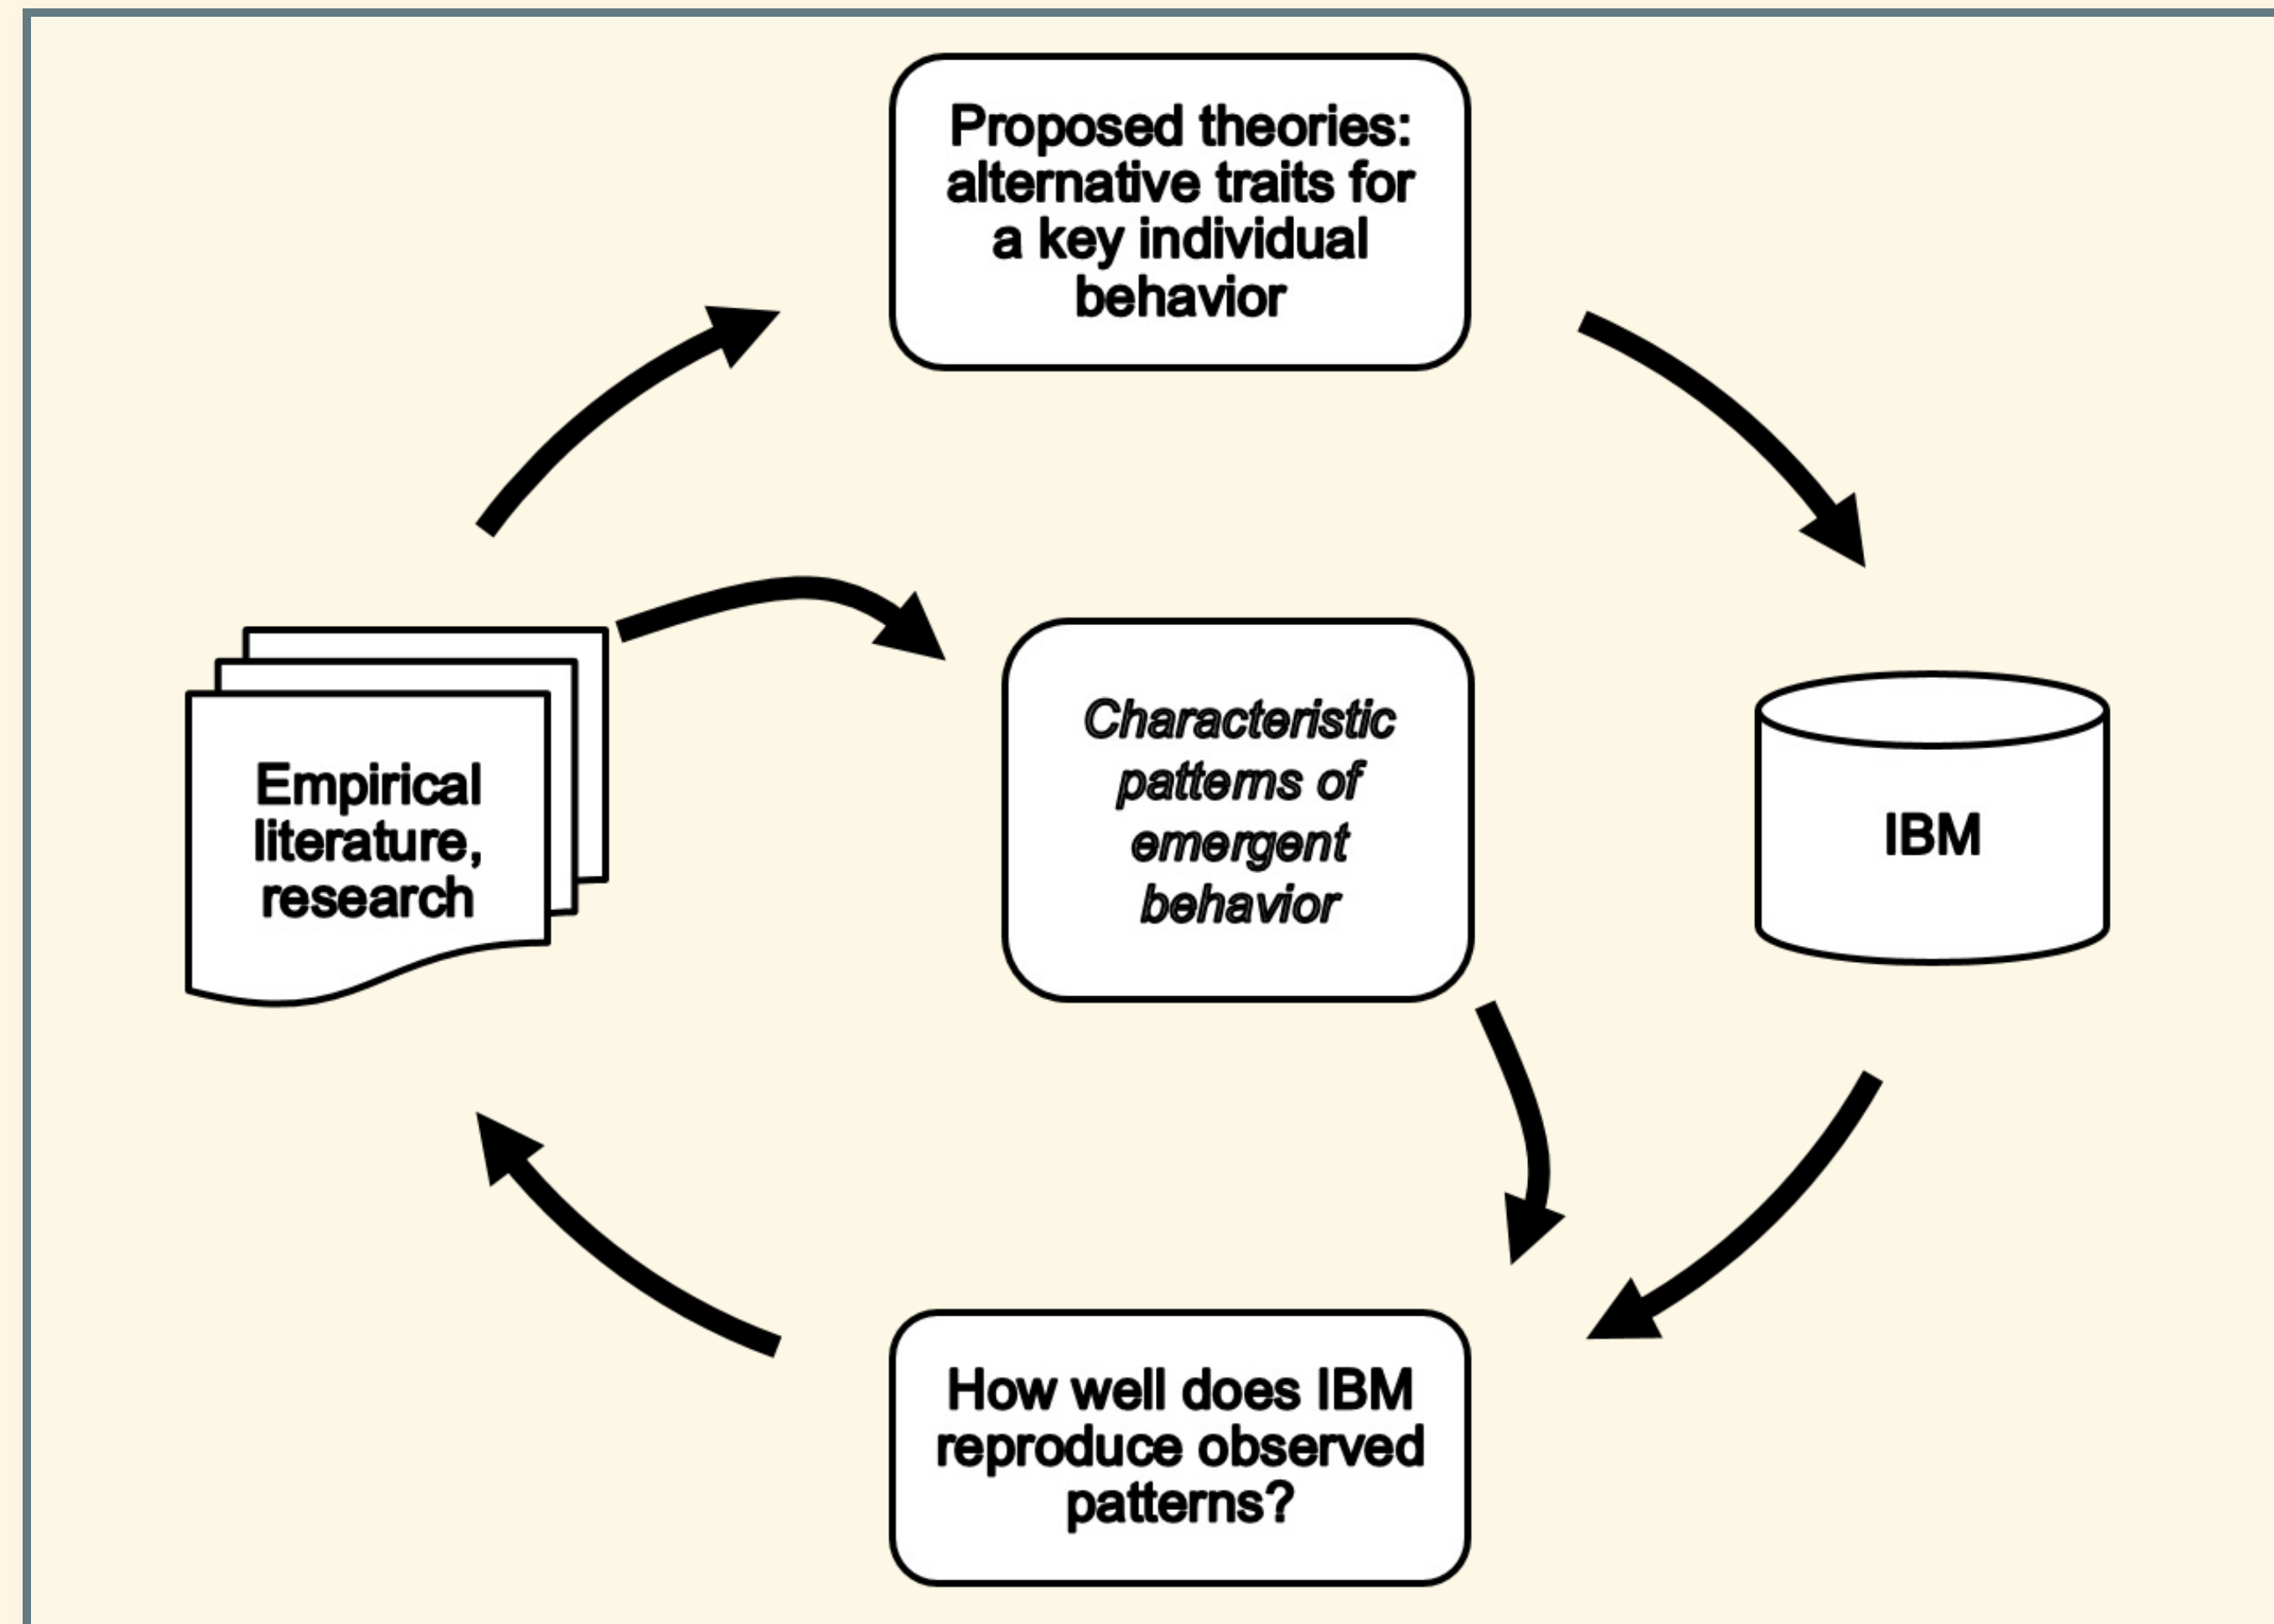 Proposed theories:
alternative traits for
a key individual
behavior
Empirical
literature,
research
Characteristic
patterns of
emergent
behavior
IBM
How well does IBM
reproduce observed
patterns?